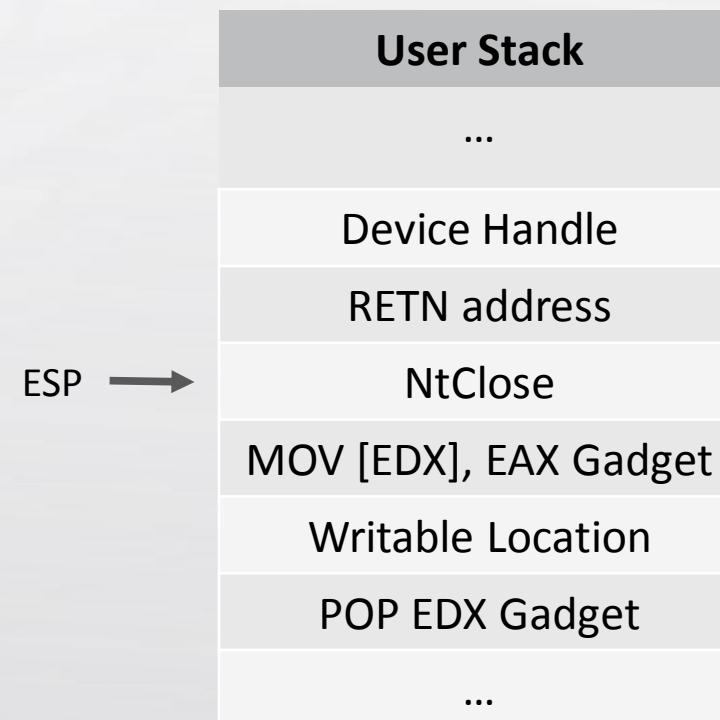 User Stack
...
Device Handle
RETN address
ESP
NtClose
MOV [EDX], EAX Gadget
Writable Location
POP EDX Gadget
...